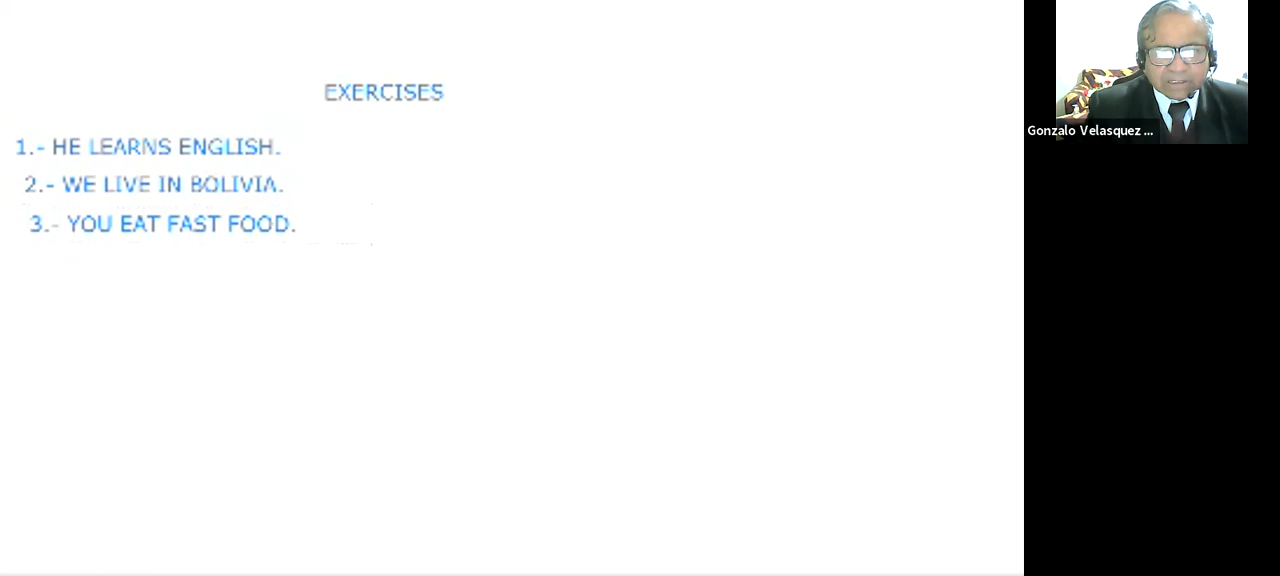 EXERCISES
1.- HE LEARNS ENGLISH.
2.- WE LIVE IN BOLIVIA.
3.- YOU EAT FAST FOOD.
Gonzalo Velasquez ...